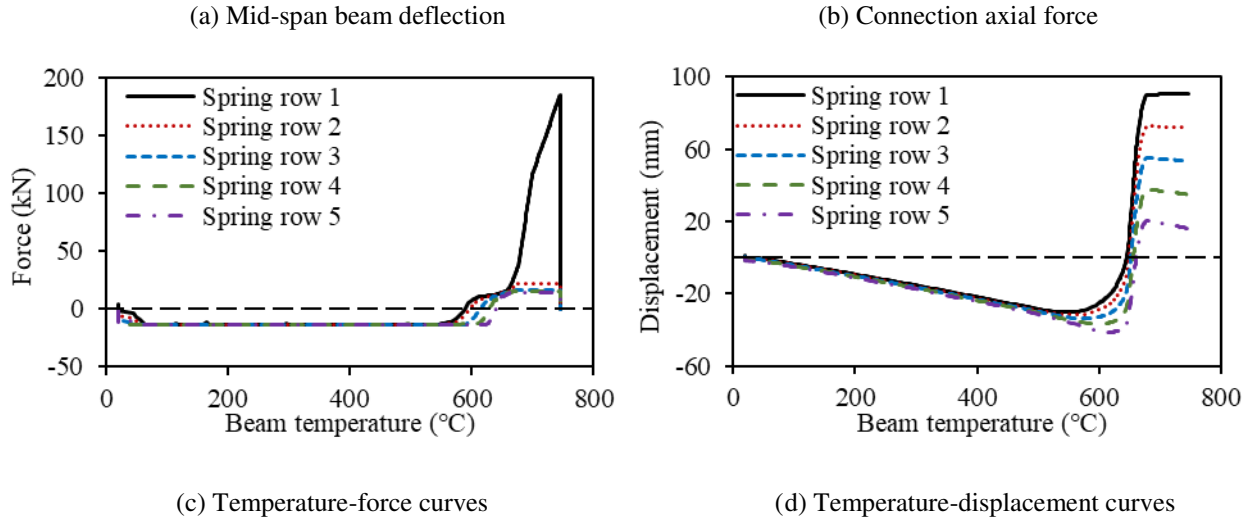 (a) Mid-span beam deflection
(b) Connection axial force
200
150
100
50
0
-50
Force (kN)
Spring row 1
Spring row 2
Spring row 3
Spring row 4
Spring row 5
0
200
400
600
800
Beam temperature (°C)
100
60
20
-20
-60
Displacement (mm)
Spring row 1
Spring row 2
Spring row 3
Spring row 4
Spring row 5
0
200
400
600
800
Beam temperature (°C)
(c) Temperature-force curves
(d) Temperature-displacement curves